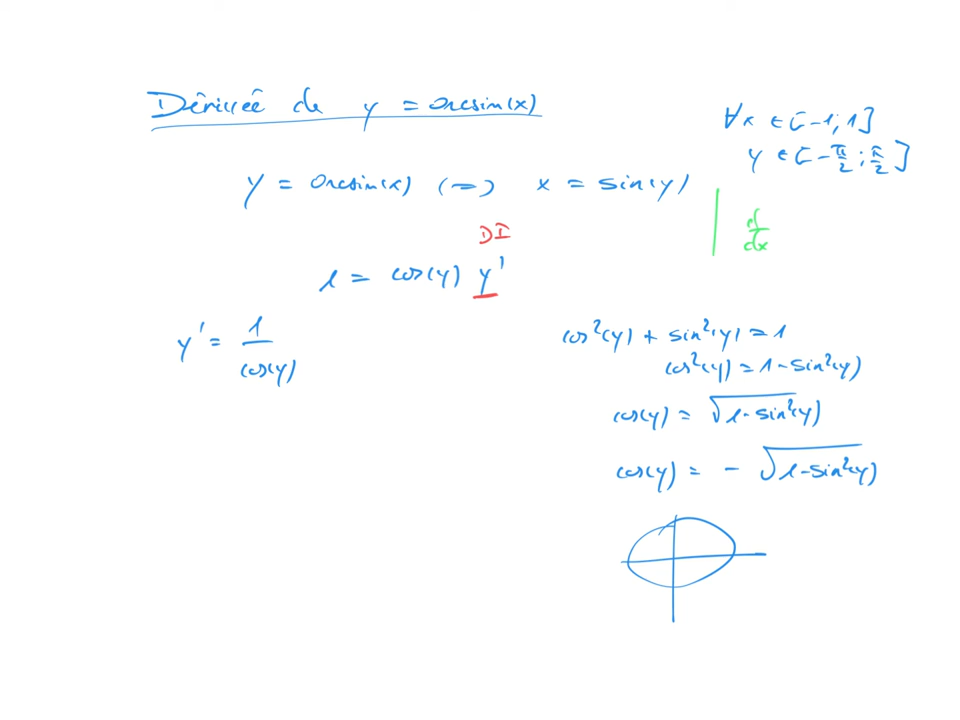 Dérivée de y = arcsin(x)
∀x ∈ [-1;1]
y ∈ [-π/2 ; π/2]
y = arcsin(x) (=) x = sin(y)
| d/dx
DI
1 = cos(y) y'
y' = 1/cos(y)
cos²(y) + sin²(y) = 1
cos²(y) = 1 - sin²(y)
cos(y) = √1-sin²(y)
cos(y) = - √1-sin²(y)